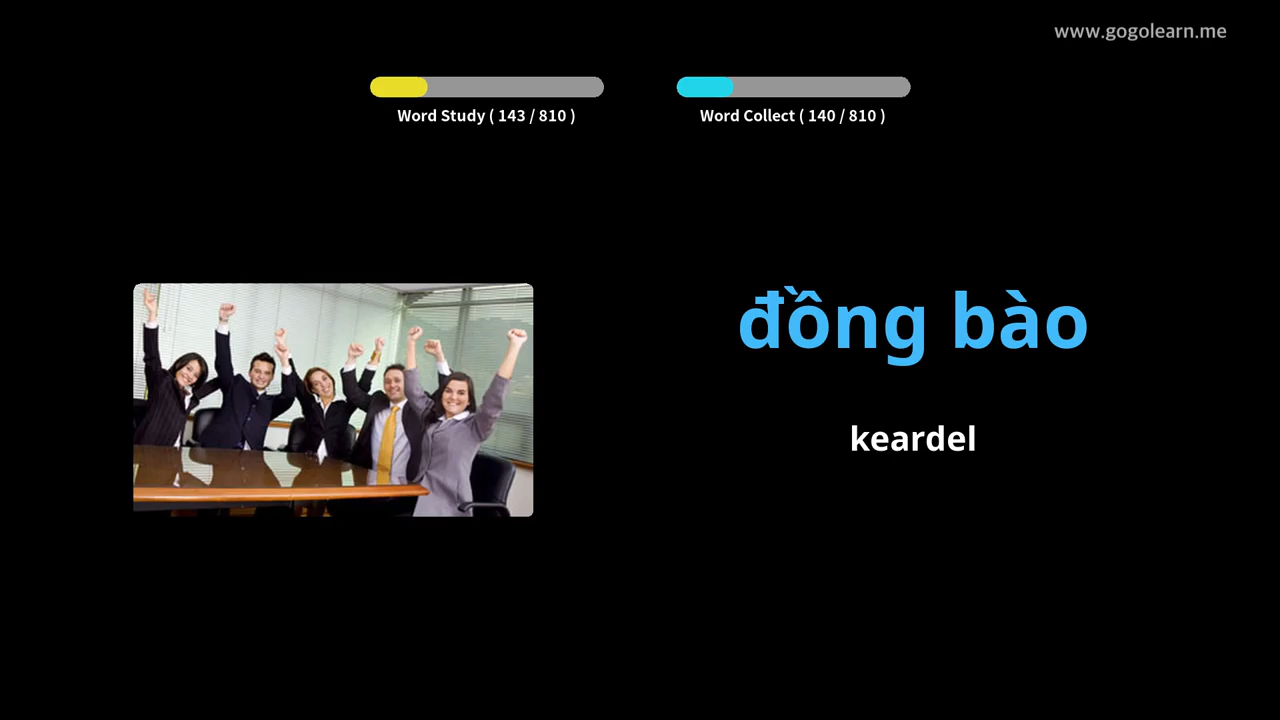 www.gogolearn.me
Word Study ( 143 / 810 )
Word Collect ( 140 / 810 )
đồng bào
keardel